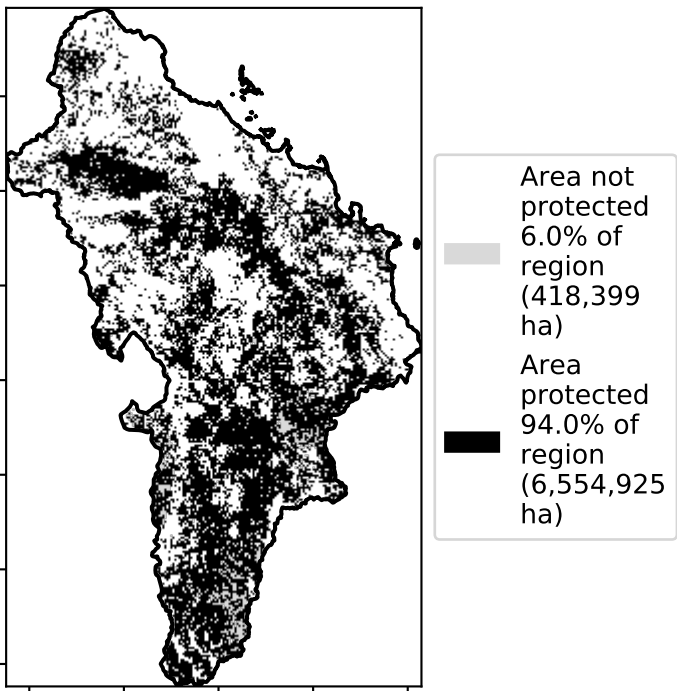 Area not
protected
6.0% of
region
(418,399
ha)
Area
protected
94.0% of
region
(6,554,925
ha)